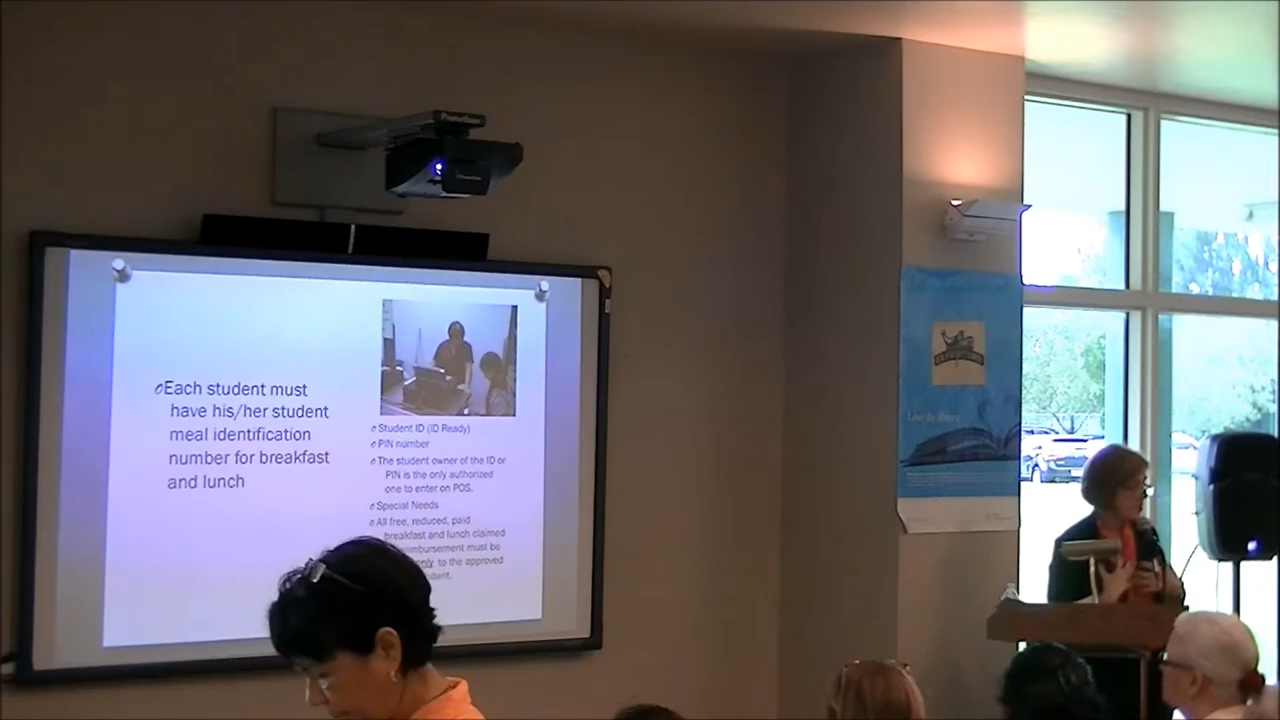 Each student must
have his/her student
meal identification
number for breakfast
and lunch
Student ID (ID Ready)
PIN number
The student owner of the ID or
PIN is the only authorized
one to enter on POS.
Special Needs
All free, reduced, paid
breakfast and lunch claimed
must be
to the approved
Promethean